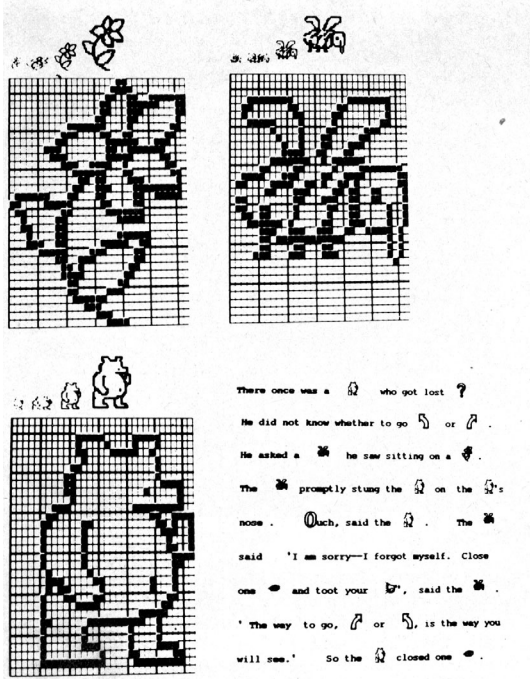 There once was a who got lost ?
He did not know whether to go or .
He asked a he saw sitting on a .
The promptly stung the on the 's
nose . Ouch, said the . The
said 'I am sorry--I forgot myself. Close
one and toot your ", said the .
' The way to go, or , is the way you
will see.' So the closed one .